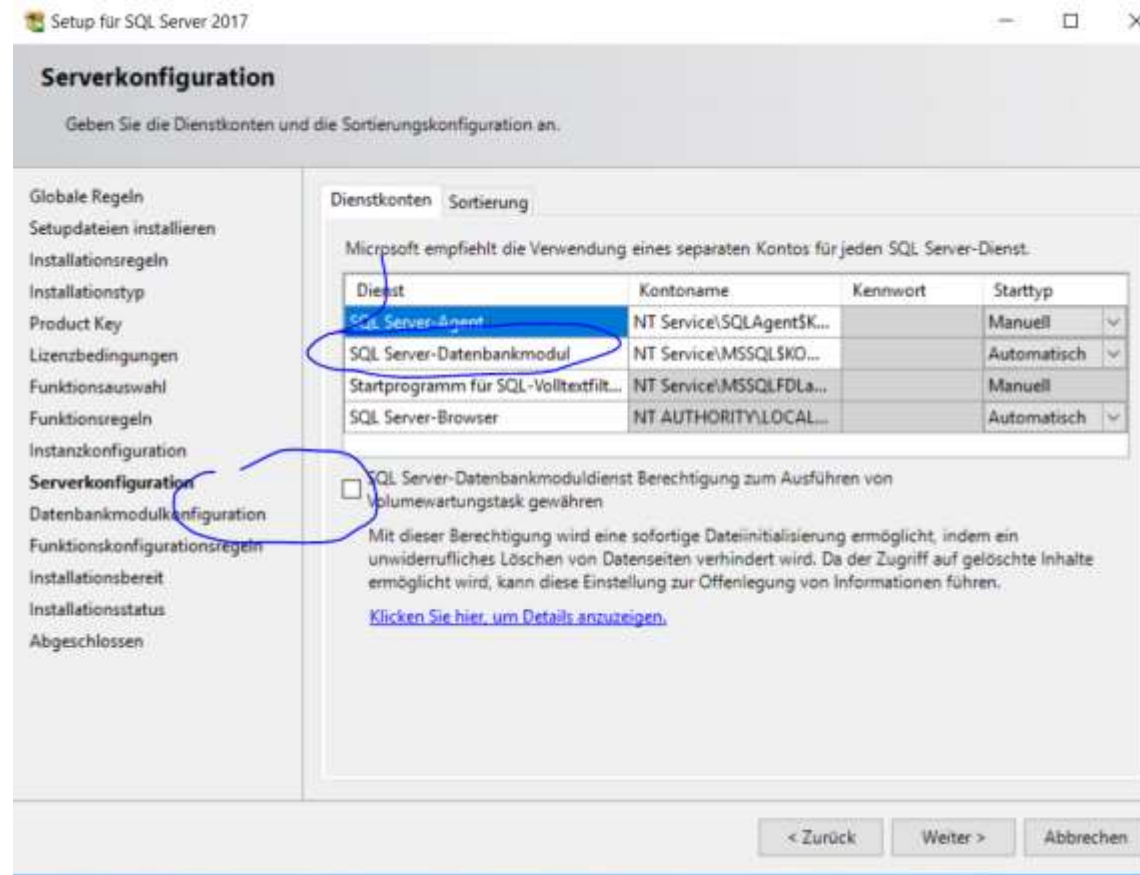 Setup für SQL Server 2017
Serverkonfiguration
Geben Sie die Dienstkonten und die Sortierungskonfiguration an.
Globale Regeln
Setupdateien installieren
Installationsregeln
Installationstyp
Product Key
Lizenzbedingungen
Funktionsauswahl
Funktionsregeln
Instanzkonfiguration
Serverkonfiguration
Datenbankmodulkonfiguration
Funktionskonfigurationsregeln
Installationsbereit
Installationsstatus
Abgeschlossen
Dienstkonten Sortierung
Microsoft empfiehlt die Verwendung eines separaten Kontos für jeden SQL Server-Dienst.
Dienst Kontoname Kennwort Starttyp
SQL Server-Agent NT Service\SQLAgent$K... Manuell
SQL Server-Datenbankmodul NT Service\MSSQL$KO... Automatisch
Startprogramm für SQL-Volltextfilt... NT Service\MSSQLFDLa... Manuell
SQL Server-Browser NT AUTHORITY\LOCAL... Automatisch
SQL Server-Datenbankmoduldienst Berechtigung zum Ausführen von
Volumewartungstask gewähren
Mit dieser Berechtigung wird eine sofortige Dateiinitialisierung ermöglicht, indem ein
unwiderrufliches Löschen von Datenseiten verhindert wird. Da der Zugriff auf gelöschte Inhalte
ermöglicht wird, kann diese Einstellung zur Offenlegung von Informationen führen.
Klicken Sie hier, um Details anzuzeigen.
< Zurück Weiter > Abbrechen